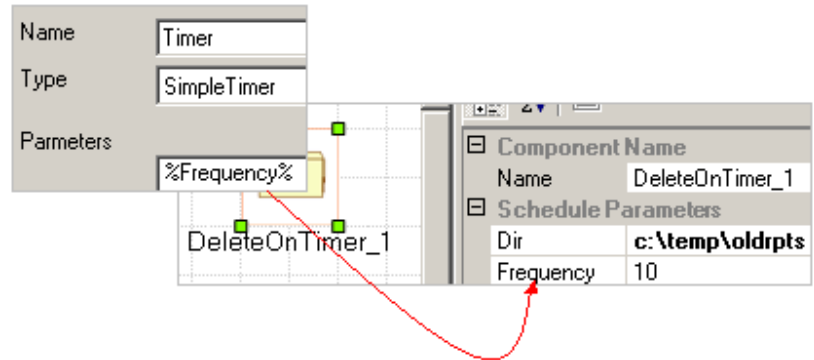 Name Timer
Type SimpleTimer
Parmeters
%Frequency%
DeleteOnTimer_1
Component Name
Name DeleteOnTimer_1
Schedule Parameters
Dir c:\temp\oldrpts
Frequency 10